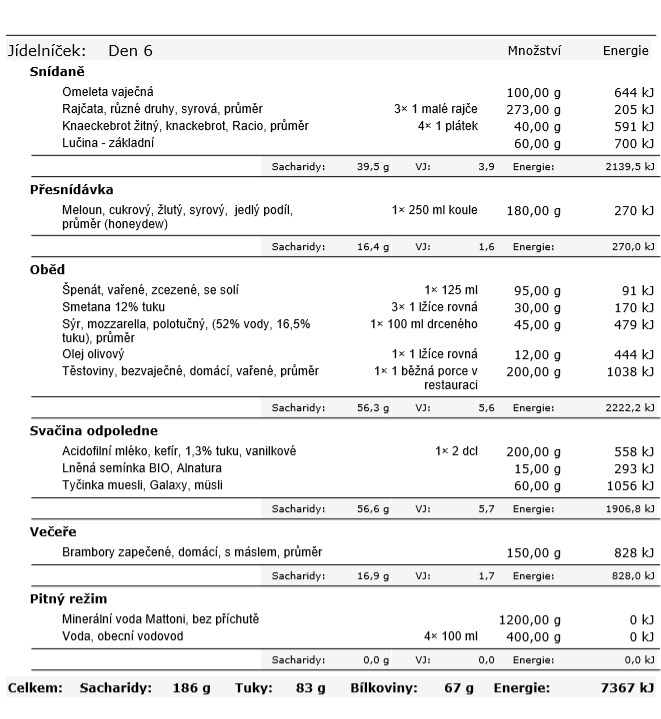 Jídelníček: Den 6 Množství Energie
Snídaně
Omeleta vaječná 100,00 g 644 kJ
Rajčata, různé druhy, syrová, průměr 3× 1 malé rajče 273,00 g 205 kJ
Knaeckebrot žitný, knackebrot, Racio, průměr 4× 1 plátek 40,00 g 591 kJ
Lučina - základní 60,00 g 700 kJ
Sacharidy: 39,5 g VJ: 3,9 Energie: 2139,5 kJ
Přesnídávka
Meloun, cukrový, žlutý, syrový, jedlý podíl, 1× 250 ml koule 180,00 g 270 kJ
průměr (honeydew)
Sacharidy: 16,4 g VJ: 1,6 Energie: 270,0 kJ
Oběd
Špenát, vařené, zcezené, se solí 1× 125 ml 95,00 g 91 kJ
Smetana 12% tuku 3× 1 lžíce rovná 30,00 g 170 kJ
Sýr, mozzarella, polotučný, (52% vody, 16,5% 1× 100 ml drceného 45,00 g 479 kJ
tuku), průměr
Olej olivový 1× 1 lžíce rovná 12,00 g 444 kJ
Těstoviny, bezvaječné, domácí, vařené, průměr 1× 1 běžná porce v 200,00 g 1038 kJ
restauraci
Sacharidy: 56,3 g VJ: 5,6 Energie: 2222,2 kJ
Svačina odpoledne
Acidofilní mléko, kefír, 1,3% tuku, vanilkové 1× 2 dcl 200,00 g 558 kJ
Lněná semínka BIO, Alnatura 15,00 g 293 kJ
Tyčinka muesli, Galaxy, müsli 60,00 g 1056 kJ
Sacharidy: 56,6 g VJ: 5,7 Energie: 1906,8 kJ
Večeře
Brambory zapečené, domácí, s máslem, průměr 150,00 g 828 kJ
Sacharidy: 16,9 g VJ: 1,7 Energie: 828,0 kJ
Pitný režim
Minerální voda Mattoni, bez příchutě 1200,00 g 0 kJ
Voda, obecní vodovod 4× 100 ml 400,00 g 0 kJ
Sacharidy: 0,0 g VJ: 0,0 Energie: 0,0 kJ
Celkem: Sacharidy: 186 g Tuky: 83 g Bílkoviny: 67 g Energie: 7367 kJ